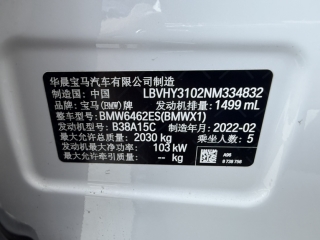 华晨宝马汽车有限公司制造
制造国：中国 LBVHY3102NM334832
品牌：宝马(BMW)牌 发动机排量：1499 mL
整车型号：BMW6462ES(BMWX1)
发动机型号：B38A15C 制造年月：2022-02
最大允许总质量：2030 kg 乘坐人数：5
发动机最大净功率：103 kW
最大允许牵引质量：-- kg